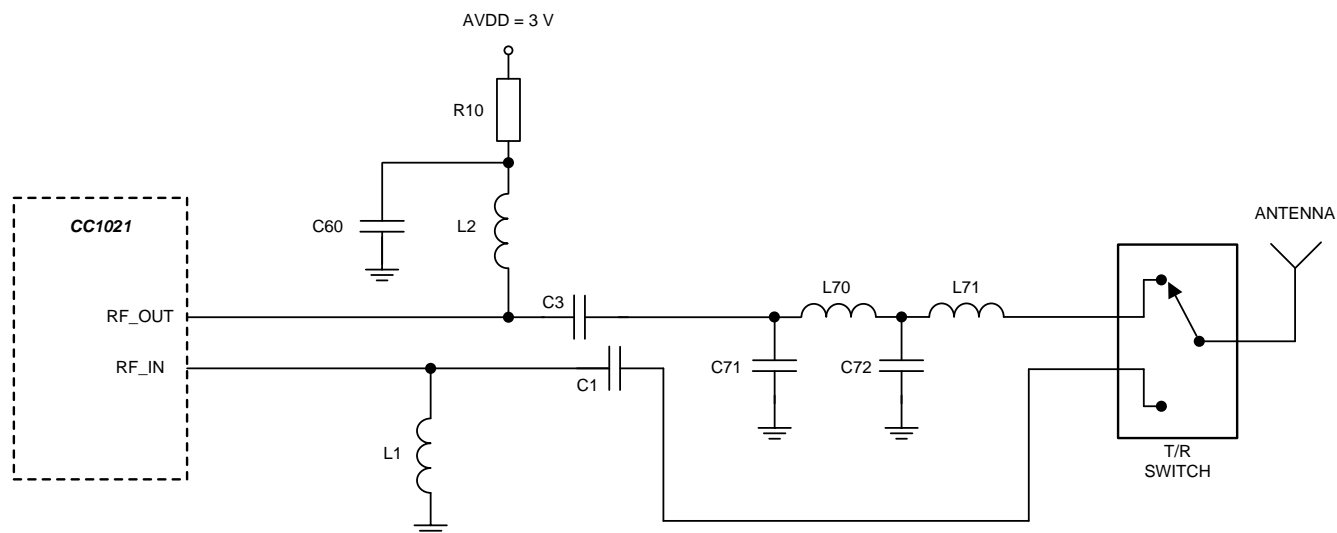 AVDD = 3 V
R10
CC1021
C60
L2
ANTENNA
RF_OUT
C3
L70
L71
RF_IN
C1
C71
C72
L1
T/R
SWITCH